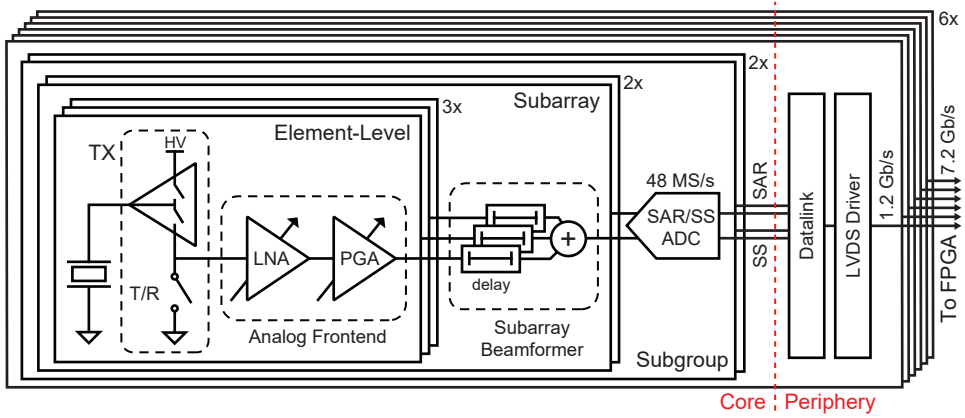 6x
2x
2x
Subarray
3x
Element-Level
TX
HV
LNA
PGA
T/R
Analog Frontend
delay
Subarray
Beamformer
Subgroup
48 MS/s
SAR/SS
ADC
SAR
SS
Datalink
LVDS Driver
1.2 Gb/s
7.2 Gb/s
To FPGA
Core
Periphery